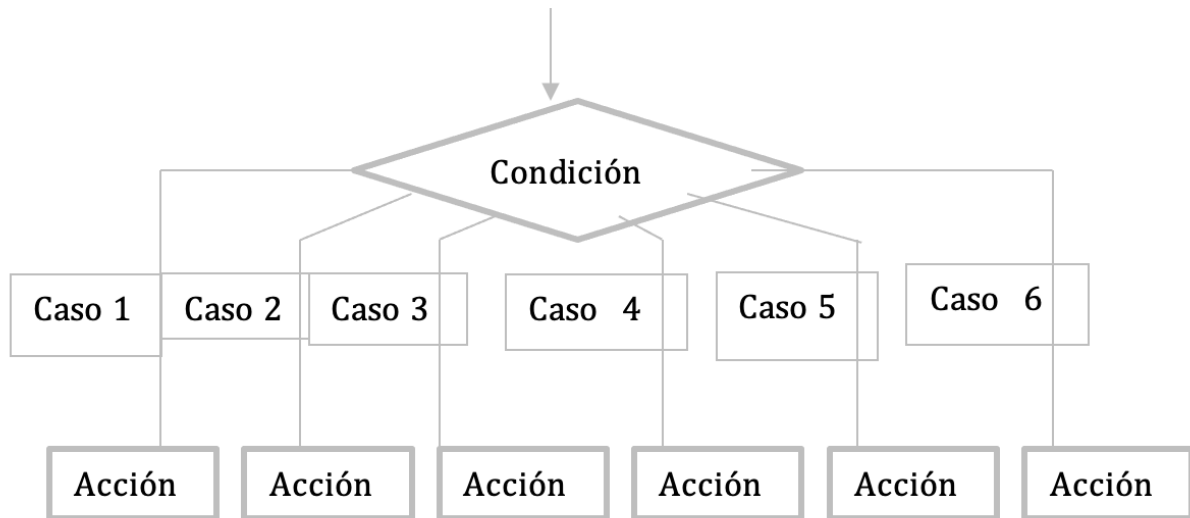 Condición
Caso 1
Caso 2
Caso 3
Caso 4
Caso 5
Caso 6
Acción
Acción
Acción
Acción
Acción
Acción